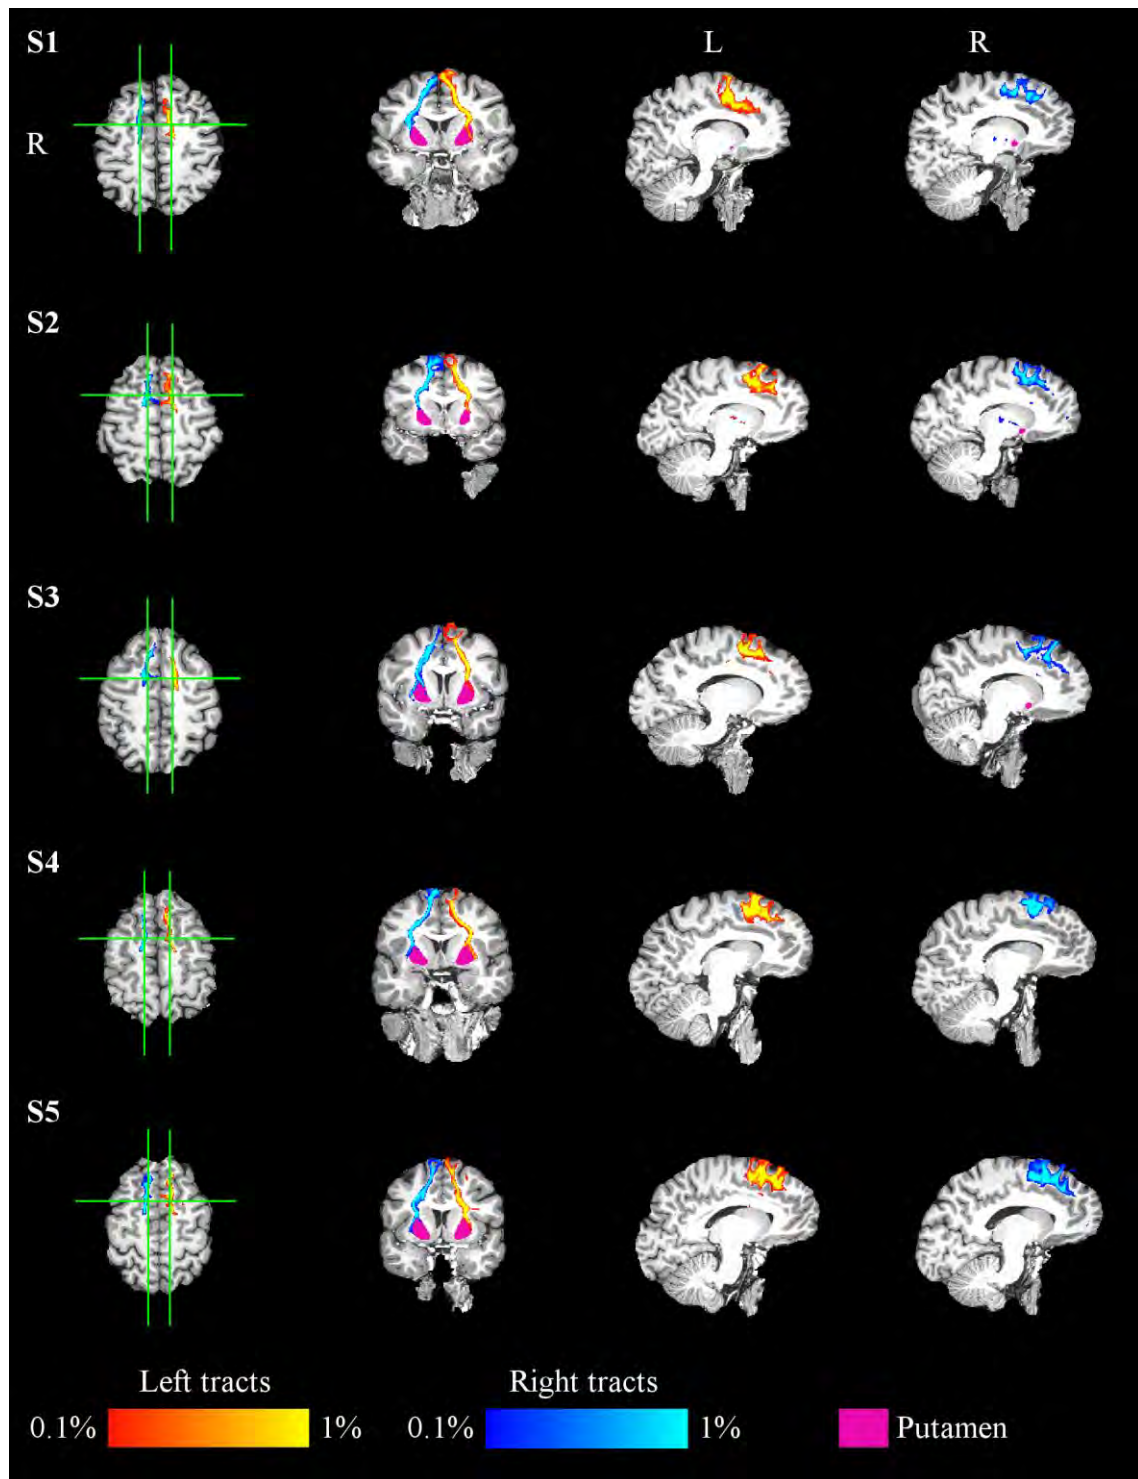 S1
L
R
R
S2
S3
S4
S5
Left tracts
Right tracts
0.1%
1%
0.1%
1%
Putamen